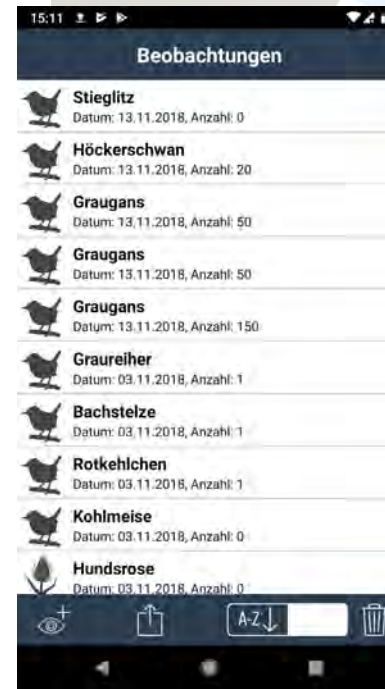 15:11
Beobachtungen
Stieglitz
Datum: 13.11.2018, Anzahl: 0
Höckerschwan
Datum: 13.11.2018, Anzahl: 20
Graugans
Datum: 13.11.2018, Anzahl: 50
Graugans
Datum: 13.11.2018, Anzahl: 50
Graugans
Datum: 13.11.2018, Anzahl: 150
Graureiher
Datum: 03.11.2018, Anzahl: 1
Bachstelze
Datum: 03.11.2018, Anzahl: 1
Rotkehlchen
Datum: 03.11.2018, Anzahl: 1
Kohlmeise
Datum: 03.11.2018, Anzahl: 0
Hundsrose
Datum: 03.11.2018, Anzahl: 0
A-Z